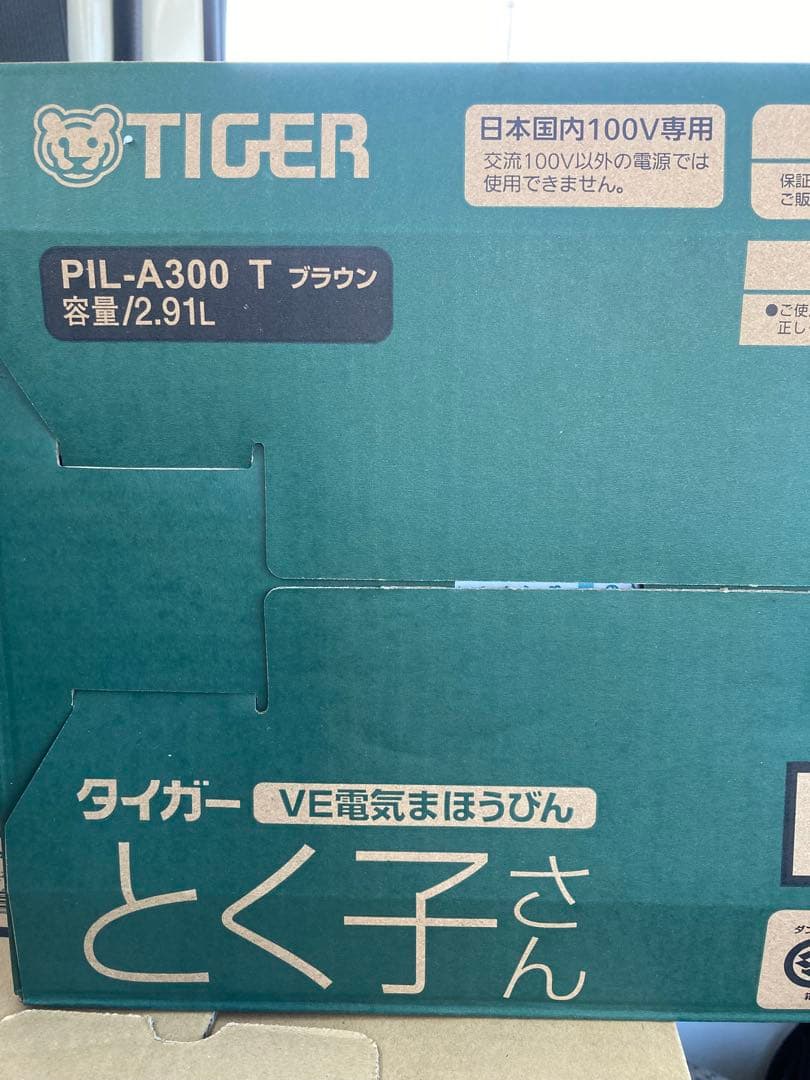 TIGER
日本国内100V専用
交流100V以外の電源では
使用できません。
保証
ご販
PIL-A300 T ブラウン
容量/2.91L
●ご使
正し
タイガー VE電気まほうびん
とく子さん
ダン